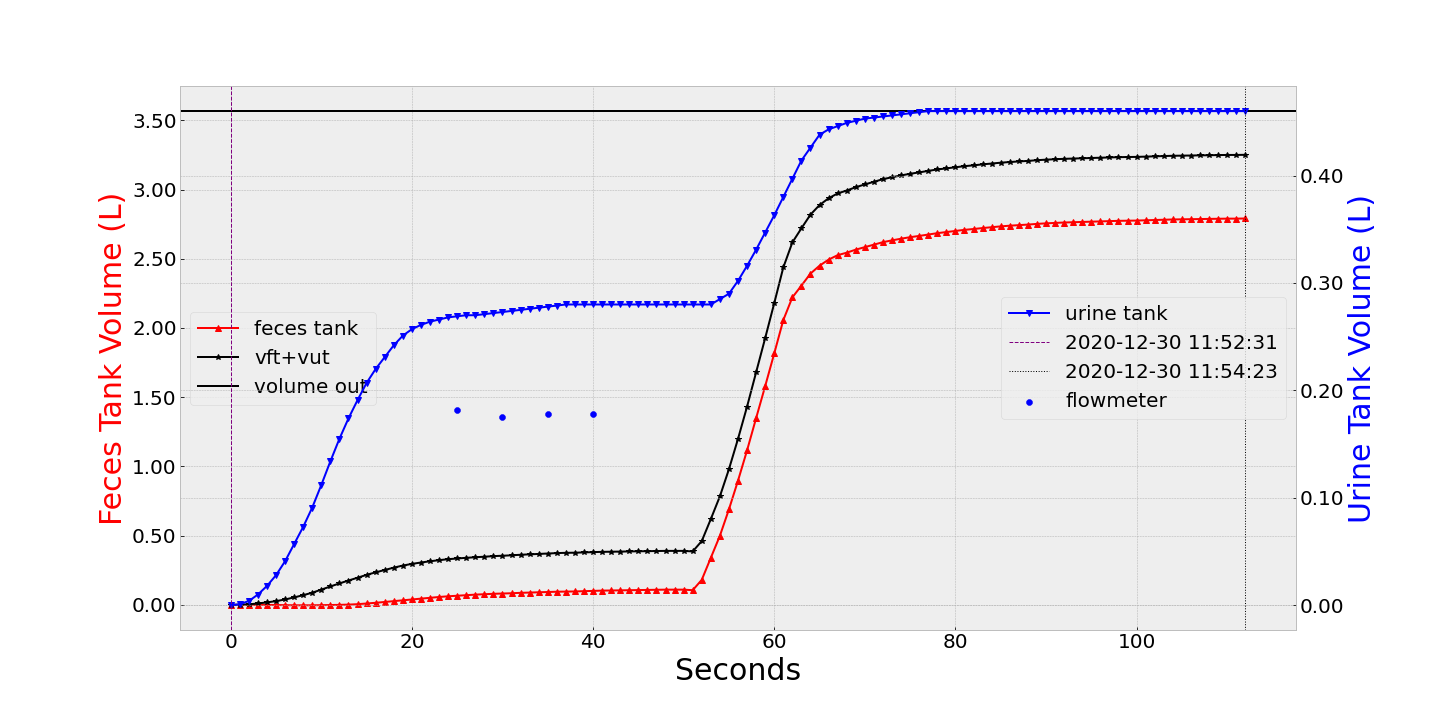 3.50
3.00
2.50
2.00
1.50
1.00
0.50
0.00
Feces Tank Volume (L)
feces tank
vft+vut
volume out
urine tank
2020-12-30 11:52:31
2020-12-30 11:54:23
flowmeter
0.40
0.30
0.20
0.10
0.00
Urine Tank Volume (L)
0 20 40 60 80 100
Seconds